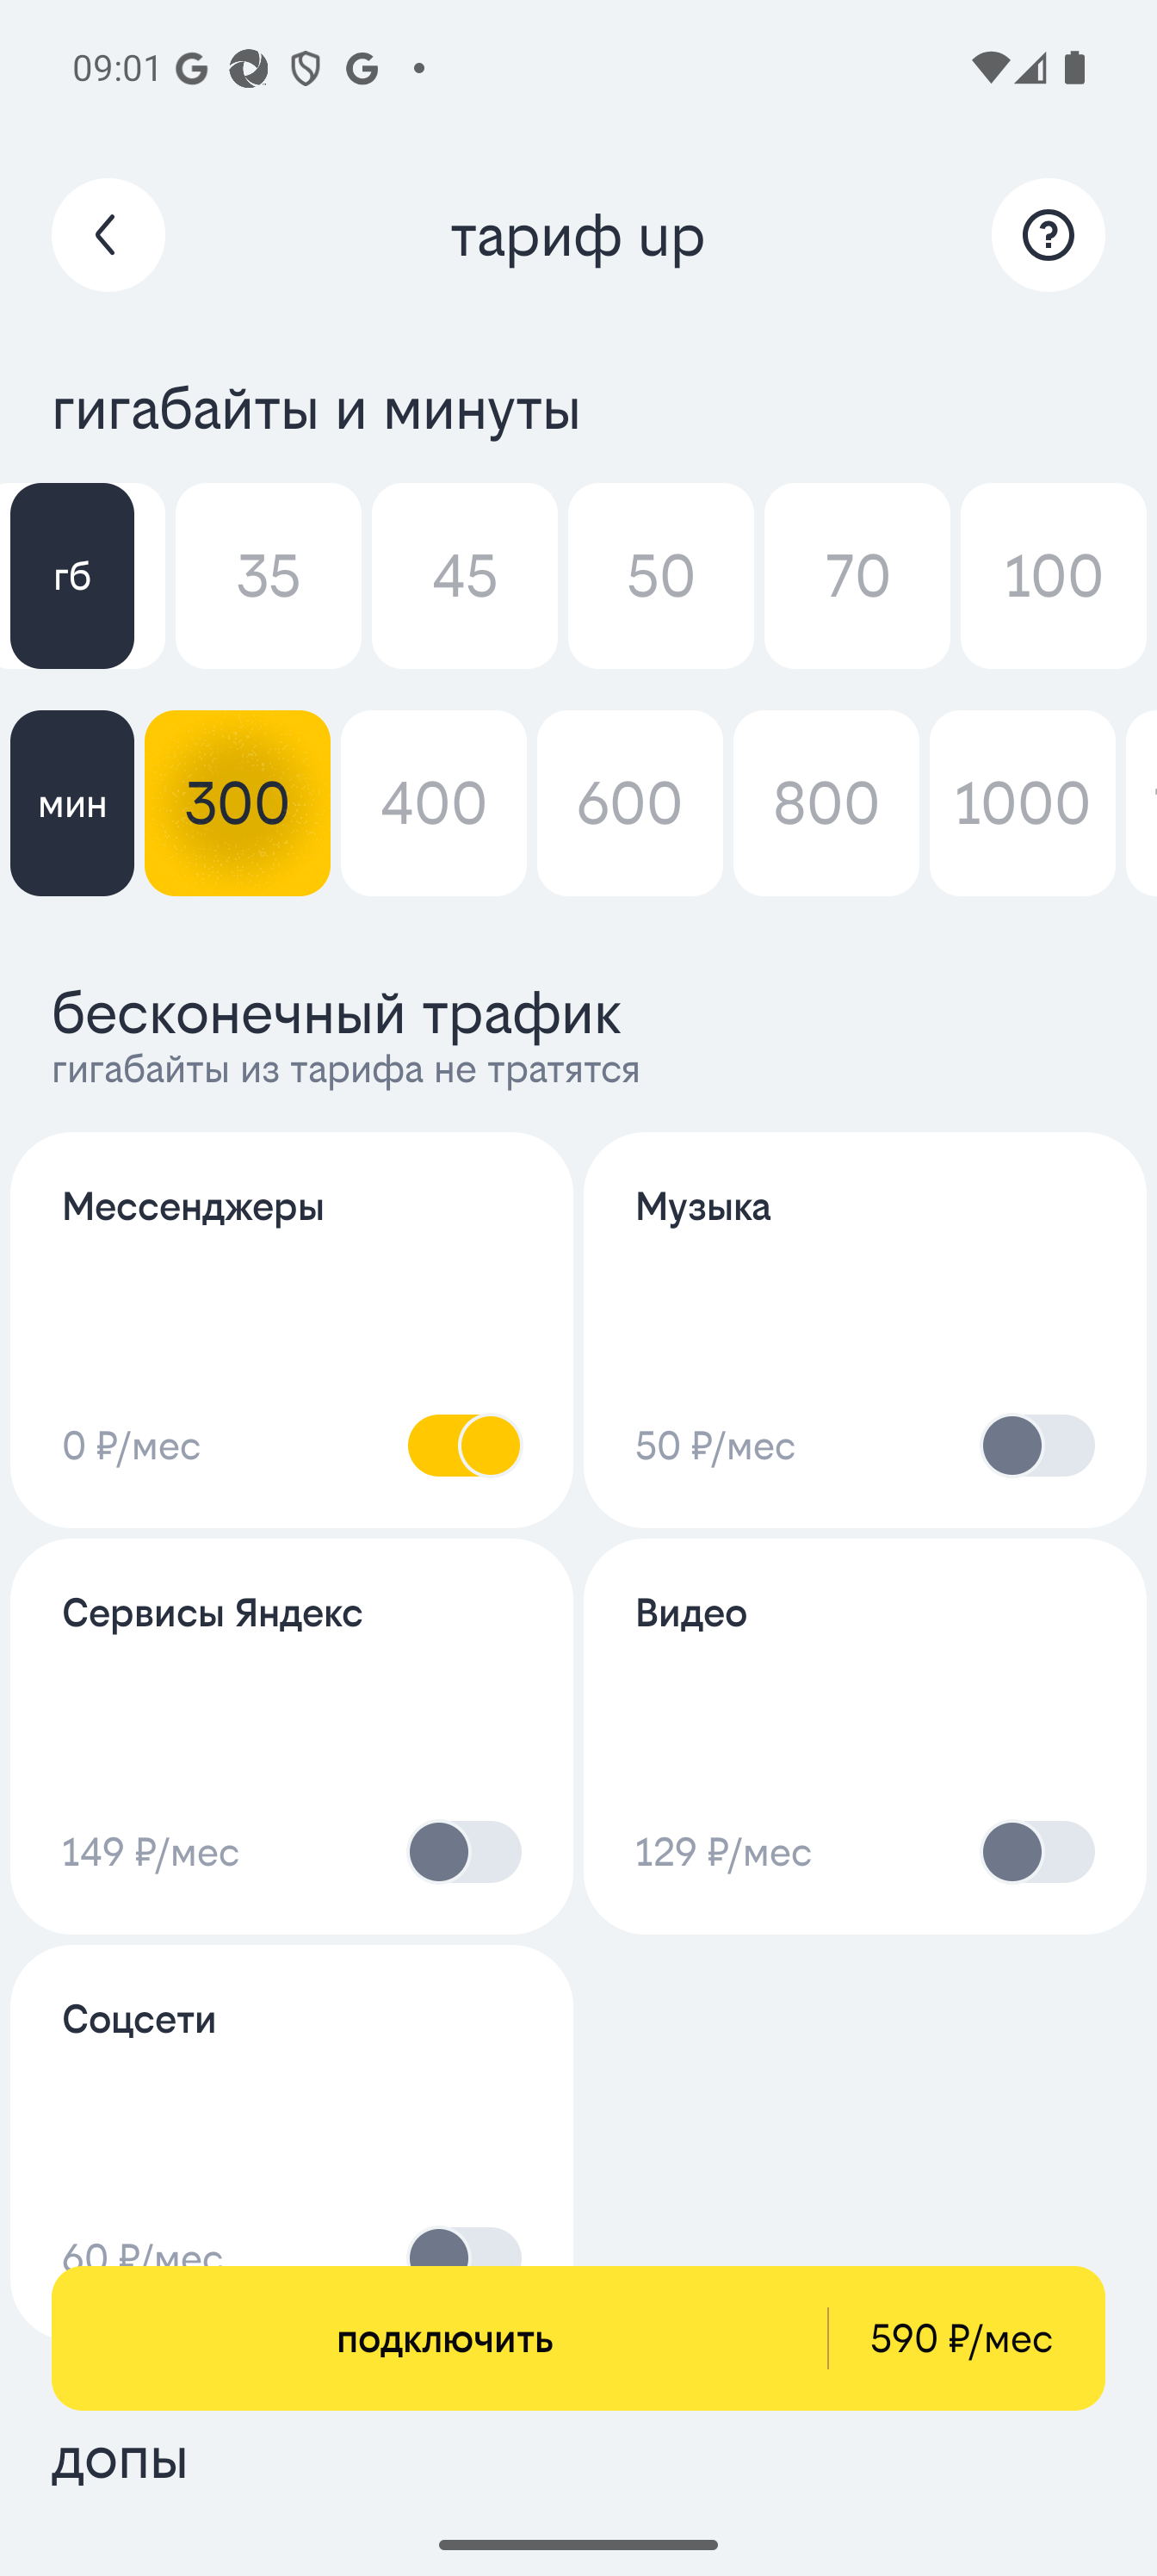 09:01
тариф up
гигабайты и минуты
гб 35 45 50 70 100
мин 300 400 600 800 1000
бесконечный трафик
гигабайты из тарифа не тратятся
Мессенджеры
0 ₽/мес
Музыка
50 ₽/мес
Сервисы Яндекс
149 ₽/мес
Видео
129 ₽/мес
Соцсети
60 ₽/мес
подключить 590 ₽/мес
допы